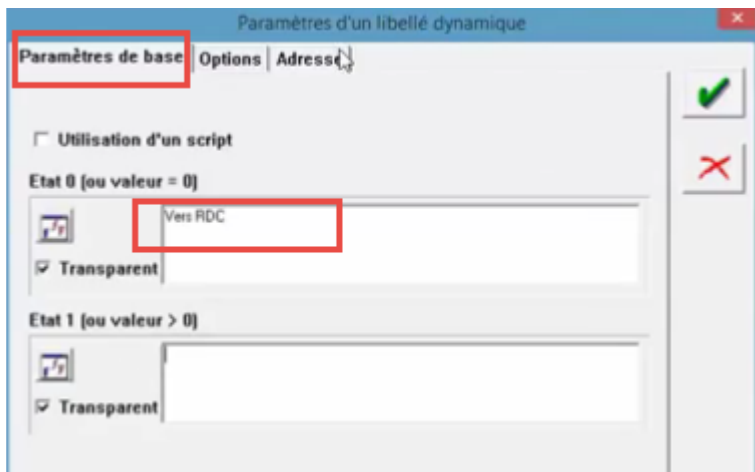 Paramètres d'un libellé dynamique
Paramètres de base Options Adresse
Utilisation d'un script
Etat 0 (ou valeur = 0)
Vers RDC
Transparent
Etat 1 (ou valeur > 0)
Transparent